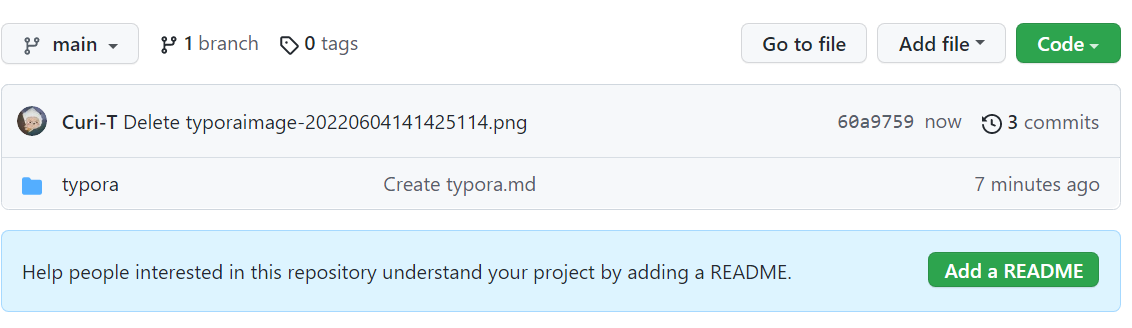 main 1 branch 0 tags Go to file Add file Code
Curi-T Delete typoraimage-20220604141425114.png 60a9759 now 3 commits
typora Create typora.md 7 minutes ago
Help people interested in this repository understand your project by adding a README. Add a README